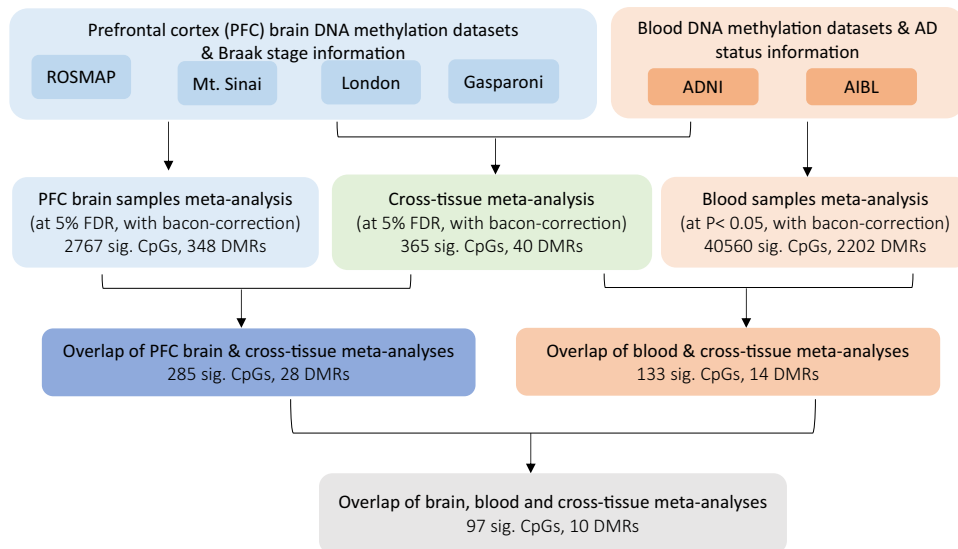 Prefrontal cortex (PFC) brain DNA methylation datasets
& Braak stage information
ROSMAP
Mt. Sinai
London
Gasparoni
Blood DNA methylation datasets & AD
status information
ADNI
AIBL
PFC brain samples meta-analysis
(at 5% FDR, with bacon-correction)
2767 sig. CpGs, 348 DMRs
Cross-tissue meta-analysis
(at 5% FDR, with bacon-correction)
365 sig. CpGs, 40 DMRs
Blood samples meta-analysis
(at P< 0.05, with bacon-correction)
40560 sig. CpGs, 2202 DMRs
Overlap of PFC brain & cross-tissue meta-analyses
285 sig. CpGs, 28 DMRs
Overlap of blood & cross-tissue meta-analyses
133 sig. CpGs, 14 DMRs
Overlap of brain, blood and cross-tissue meta-analyses
97 sig. CpGs, 10 DMRs